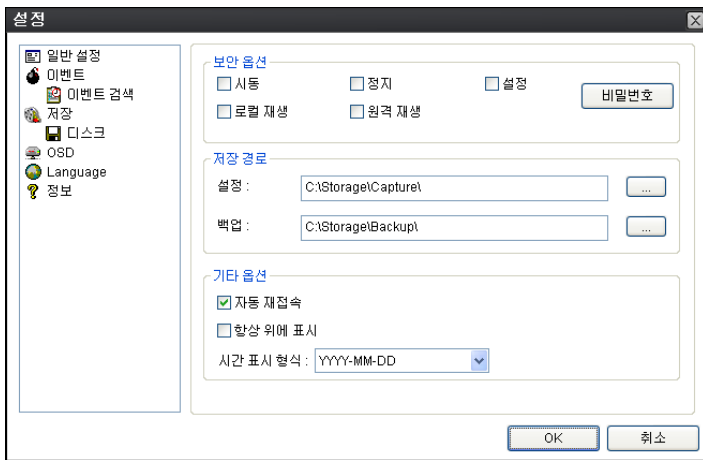 설정
일반 설정
이벤트
이벤트 검색
저장
디스크
OSD
Language
정보
보안 옵션
시동
정지
설정
비밀번호
로컬 재생
원격 재생
저장 경로
설정 :
C:\Storage\Capture\
...
백업 :
C:\Storage\Backup\
...
기타 옵션
자동 재접속
항상 위에 표시
시간 표시 형식 :
YYYY-MM-DD
OK
취소